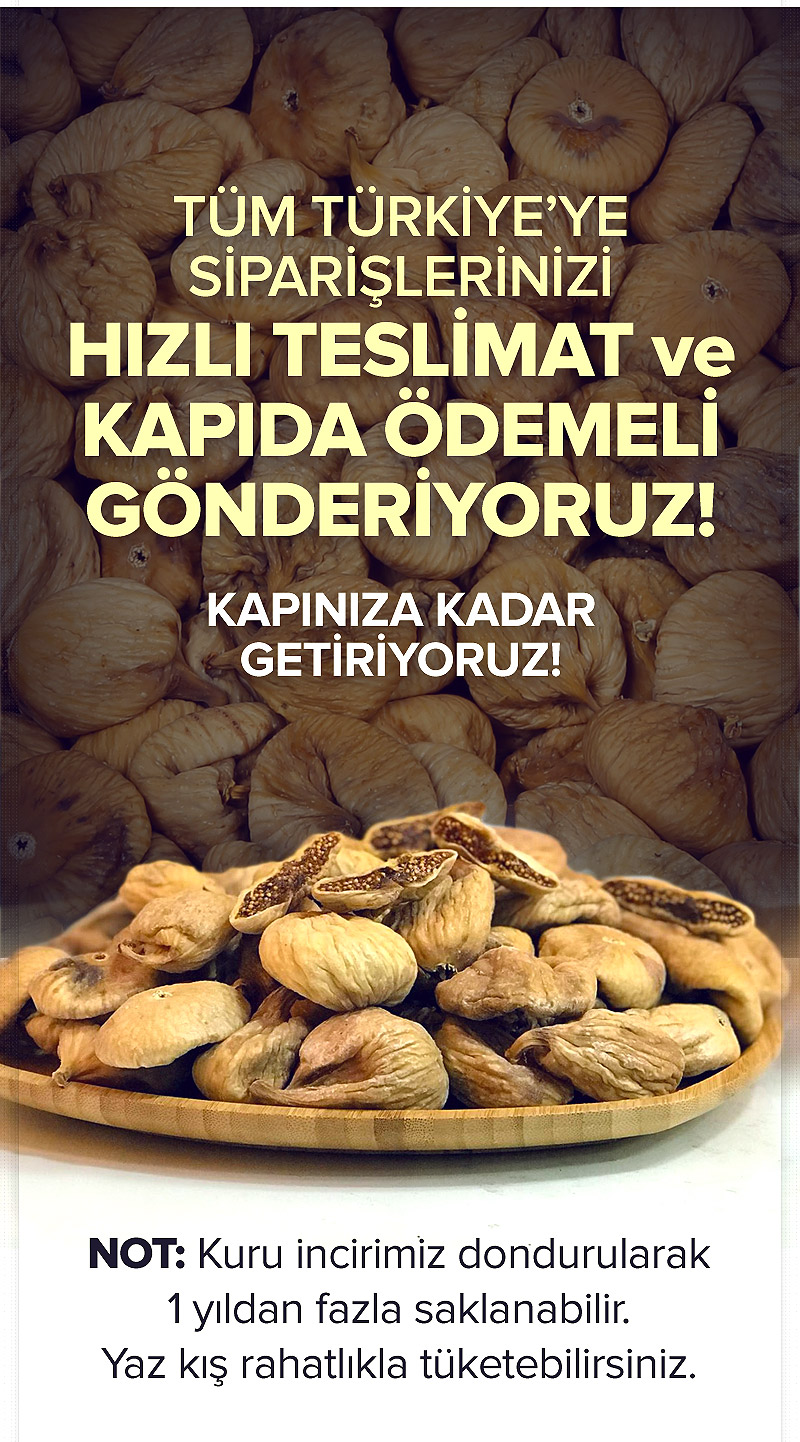 TÜM TÜRKİYE’YE
SİPARİŞLERİNİZİ
HIZLI TESLİMAT ve
KAPIDA ÖDEMELİ
GÖNDERİYORUZ!
KAPINIZA KADAR
GETİRİYORUZ!
NOT: Kuru incirimiz dondurularak
1 yıldan fazla saklanabilir.
Yaz kış rahatlıkla tüketebilirsiniz.